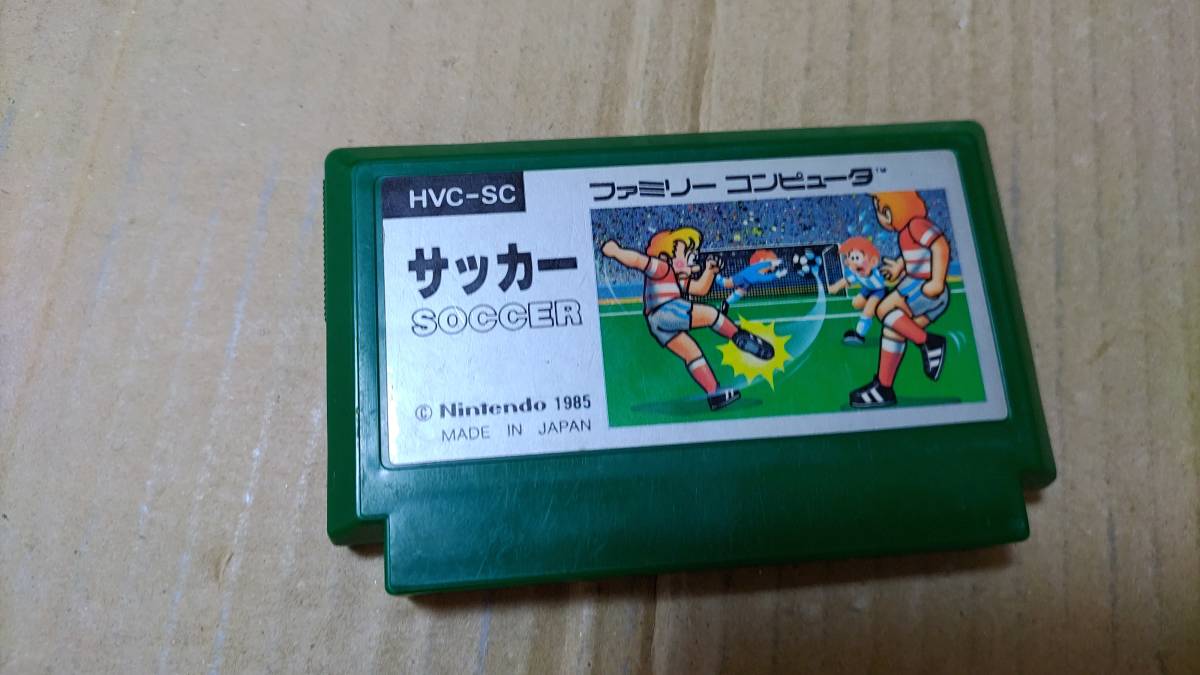 HVC-SC
ファミリー コンピュータ™
サッカー
SOCCER
© Nintendo 1985
MADE IN JAPAN